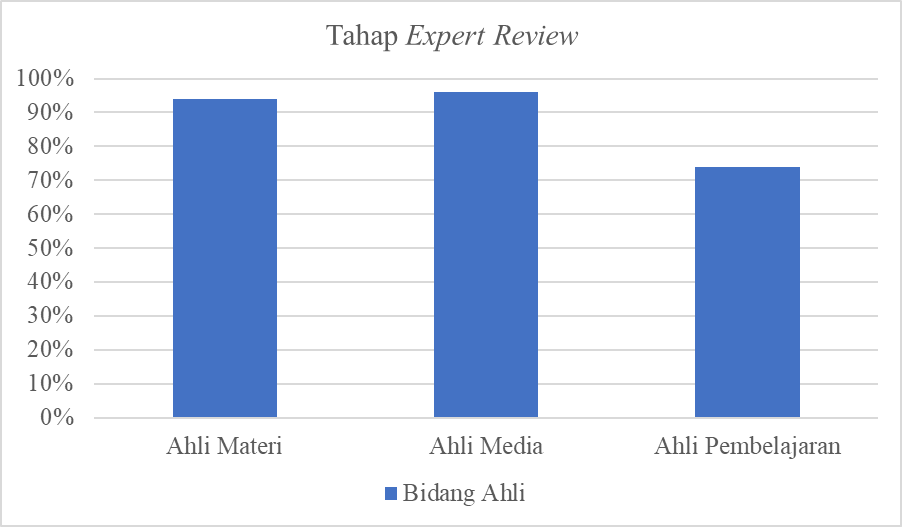 Tahap Expert Review
100%
90%
80%
70%
60%
50%
40%
30%
20%
10%
0%
Ahli Materi
Ahli Media
Ahli Pembelajaran
Bidang Ahli